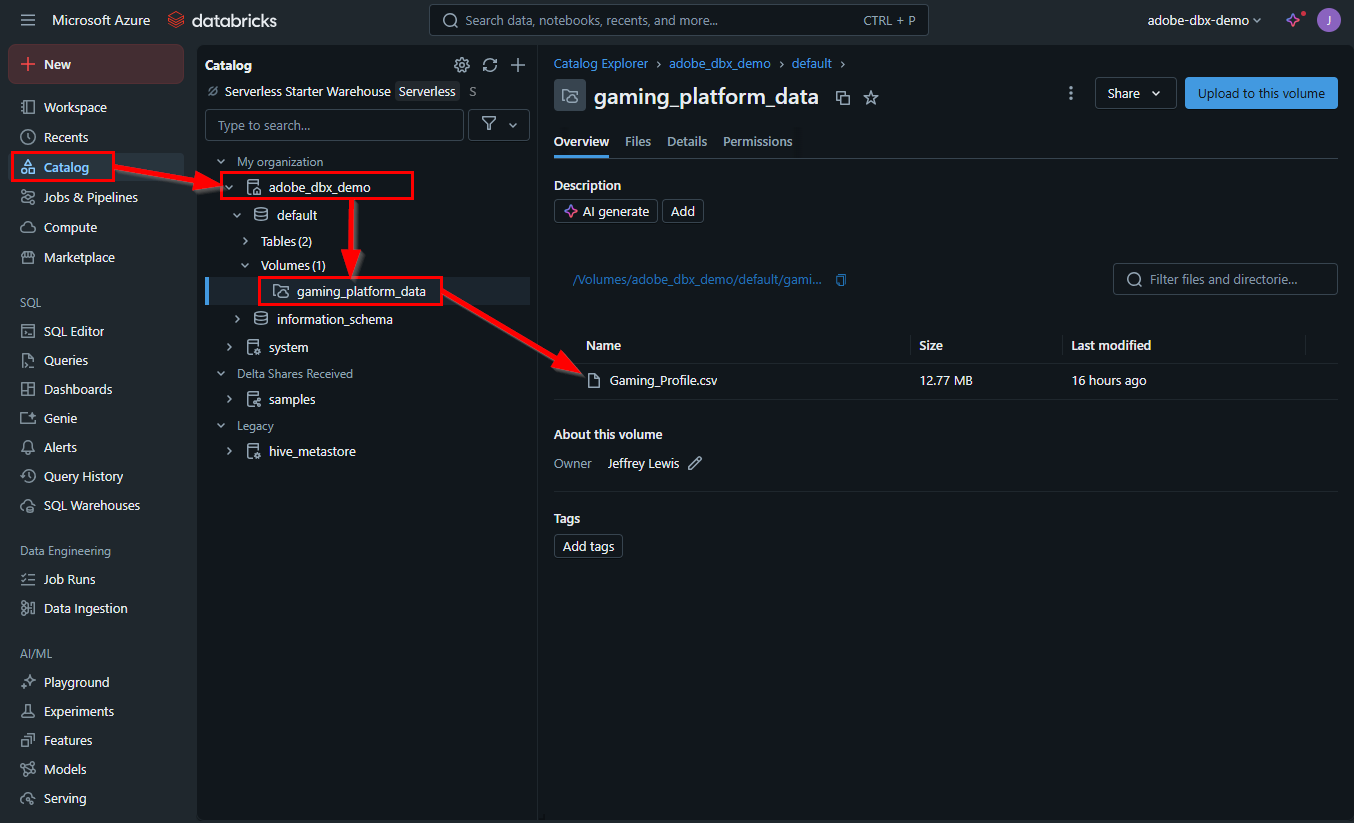 Microsoft Azure databricks
Search data, notebooks, recents, and more... CTRL + P
adobe-dbx-demo
J
New
Workspace
Recents
Catalog
Jobs & Pipelines
Compute
Marketplace
SQL
SQL Editor
Queries
Dashboards
Genie
Alerts
Query History
SQL Warehouses
Data Engineering
Job Runs
Data Ingestion
AI/ML
Playground
Experiments
Features
Models
Serving
Catalog
Serverless Starter Warehouse Serverless S
Type to search...
My organization
adobe_dbx_demo
default
Tables (2)
Volumes (1)
gaming_platform_data
information_schema
system
Delta Shares Received
samples
Legacy
hive_metastore
Catalog Explorer › adobe_dbx_demo › default ›
gaming_platform_data
Share
Upload to this volume
Overview Files Details Permissions
Description
AI generate Add
/Volumes/adobe_dbx_demo/default/gami...
Filter files and directorie...
Name Size Last modified
Gaming_Profile.csv 12.77 MB 16 hours ago
About this volume
Owner Jeffrey Lewis
Tags
Add tags